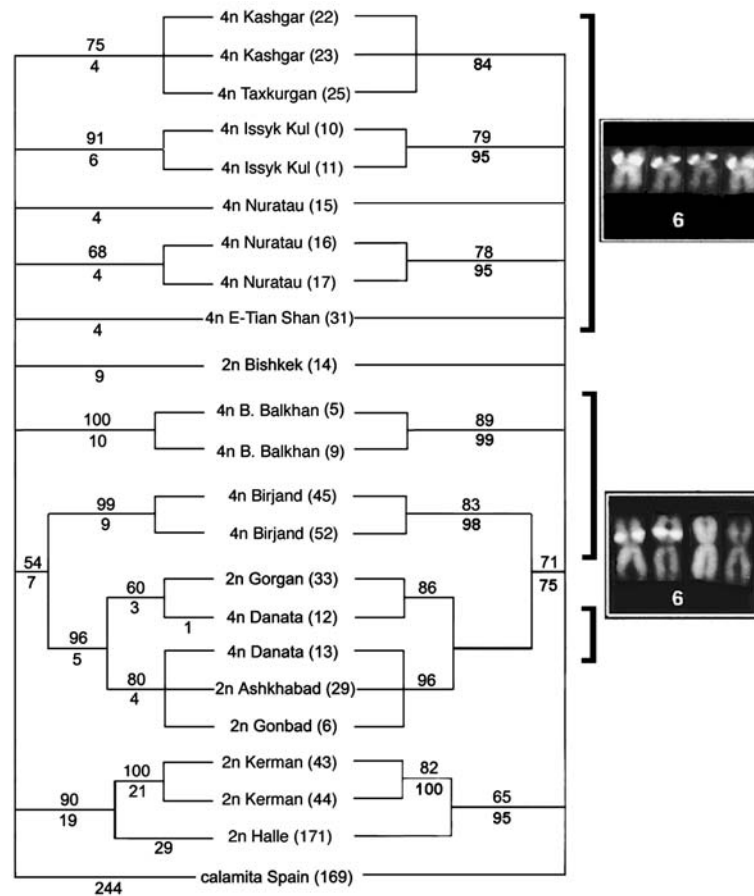 4n Kashgar (22)
75
4n Kashgar (23)
4
84
4n Taxkurgan (25)
4n Issyk Kul (10)
91
79
6
95
4n Issyk Kul (11)
4n Nuratau (15)
4
6
4n Nuratau (16)
68
78
4
95
4n Nuratau (17)
4n E-Tian Shan (31)
4
2n Bishkek (14)
9
4n B. Balkhan (5)
100
89
10
99
4n B. Balkhan (9)
4n Birjand (45)
99
83
9
98
4n Birjand (52)
54
71
7
75
2n Gorgan (33)
60
86
3
4n Danata (12)
1
6
96
5
4n Danata (13)
80
2n Ashkhabad (29)
96
4
2n Gonbad (6)
2n Kerman (43)
100
82
21
100
2n Kerman (44)
90
65
19
95
2n Halle (171)
29
calamita Spain (169)
244